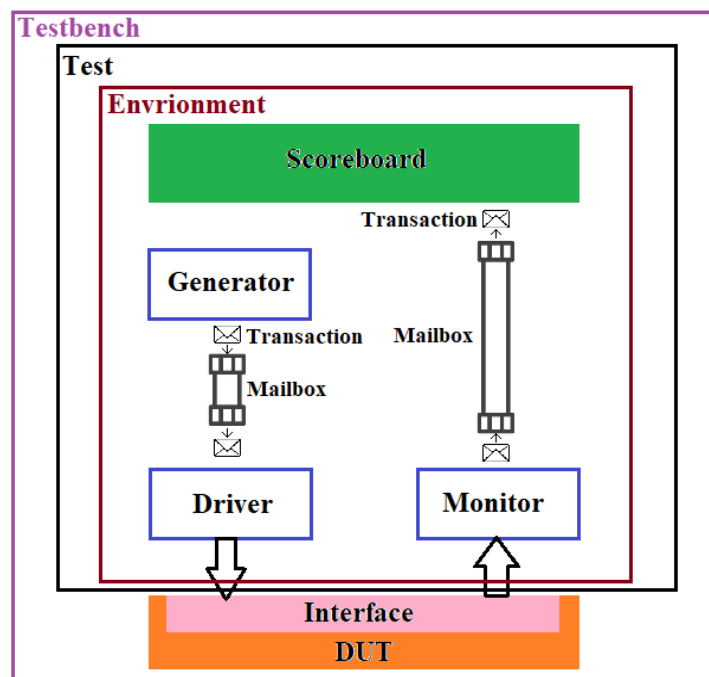 Testbench
Test
Envrionment
Scoreboard
Transaction
Generator
Transaction
Mailbox
Mailbox
Driver
Monitor
Interface
DUT